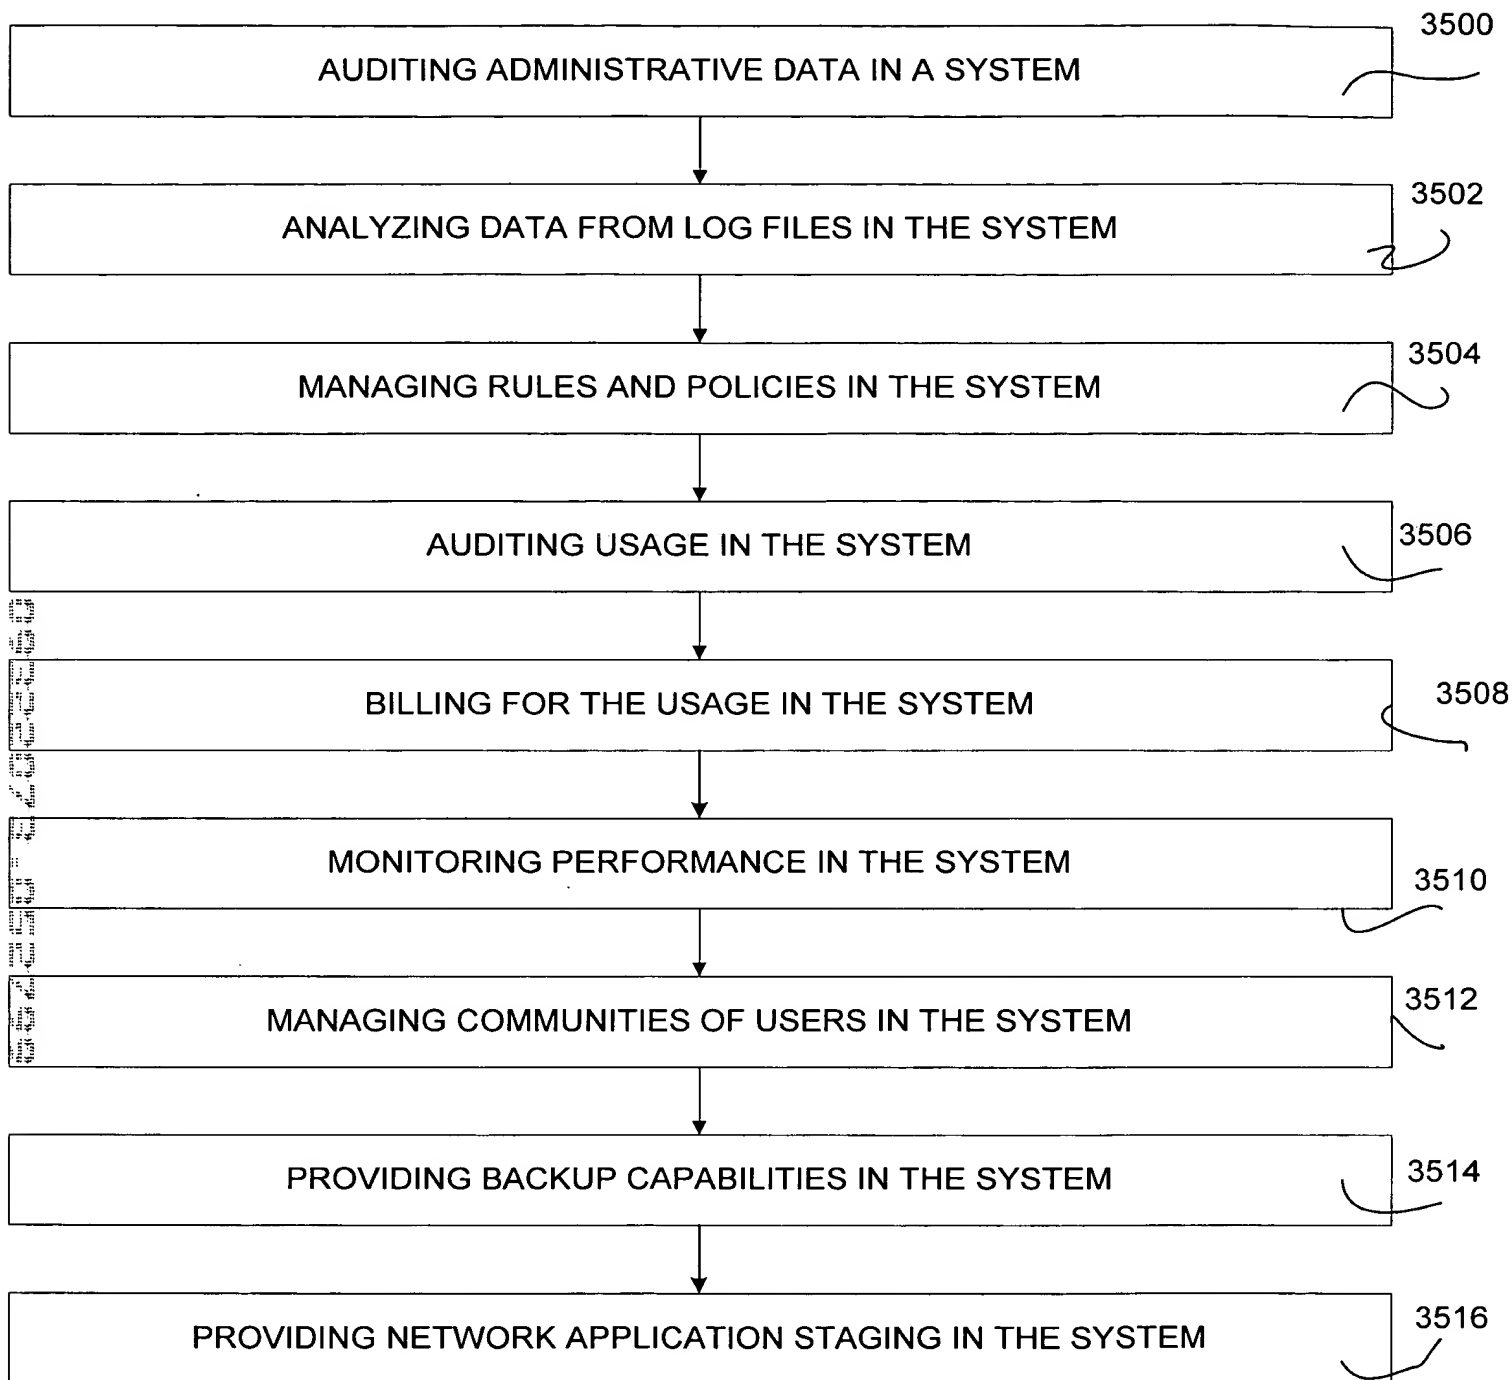 3500
AUDITING ADMINISTRATIVE DATA IN A SYSTEM
3502
ANALYZING DATA FROM LOG FILES IN THE SYSTEM
3504
MANAGING RULES AND POLICIES IN THE SYSTEM
3506
AUDITING USAGE IN THE SYSTEM
3508
BILLING FOR THE USAGE IN THE SYSTEM
MONITORING PERFORMANCE IN THE SYSTEM
3510
3512
MANAGING COMMUNITIES OF USERS IN THE SYSTEM
3514
PROVIDING BACKUP CAPABILITIES IN THE SYSTEM
3516
PROVIDING NETWORK APPLICATION STAGING IN THE SYSTEM